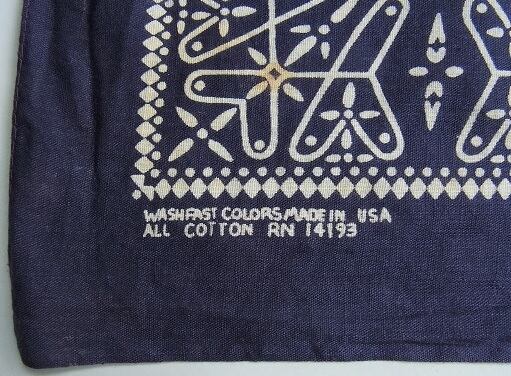 WASHFAST COLORS/MADE IN USA
ALL COTTON RN 14193